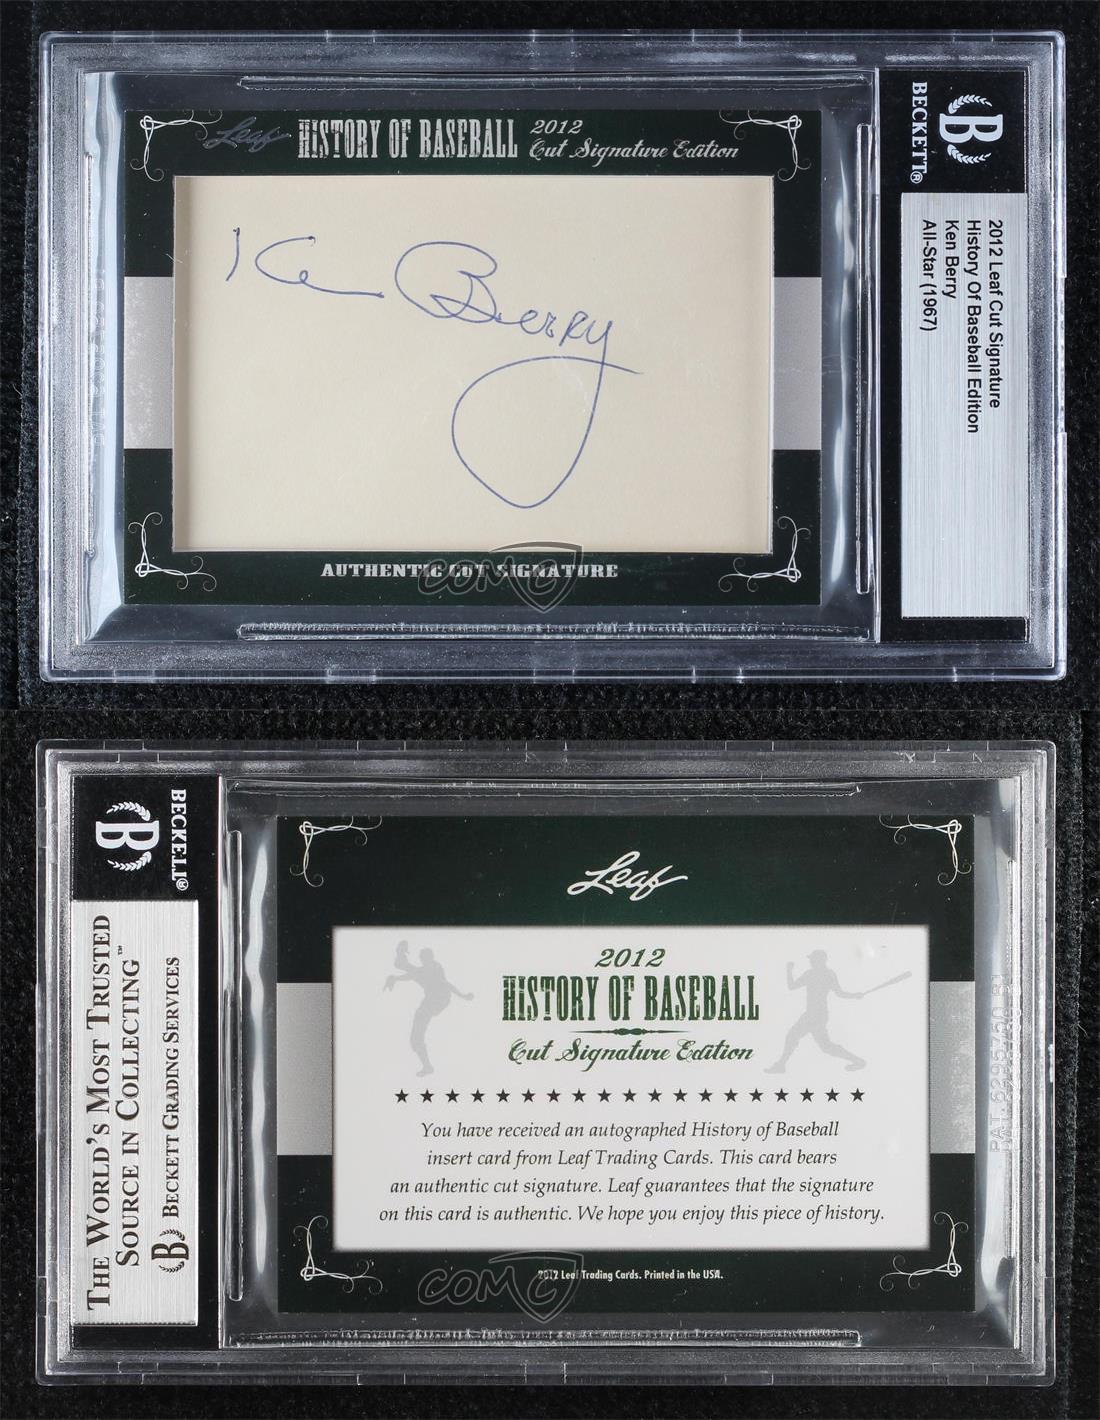 Leaf HISTORY OF BASEBALL 2012 Cut Signature Edition
Ken Berry
AUTHENTIC CUT SIGNATURE
COMC
B
BECKETT®
2012 Leaf Cut Signature
History Of Baseball Edition
Ken Berry
All-Star (1967)
BECKETT®
B
THE WORLD'S MOST TRUSTED
SOURCE IN COLLECTING™
B BECKETT GRADING SERVICES
Leaf
2012
HISTORY OF BASEBALL
Cut Signature Edition
You have received an autographed History of Baseball
insert card from Leaf Trading Cards. This card bears
an authentic cut signature. Leaf guarantees that the signature
on this card is authentic. We hope you enjoy this piece of history.
2012 Leaf Trading Cards. Printed in the USA.
COMC